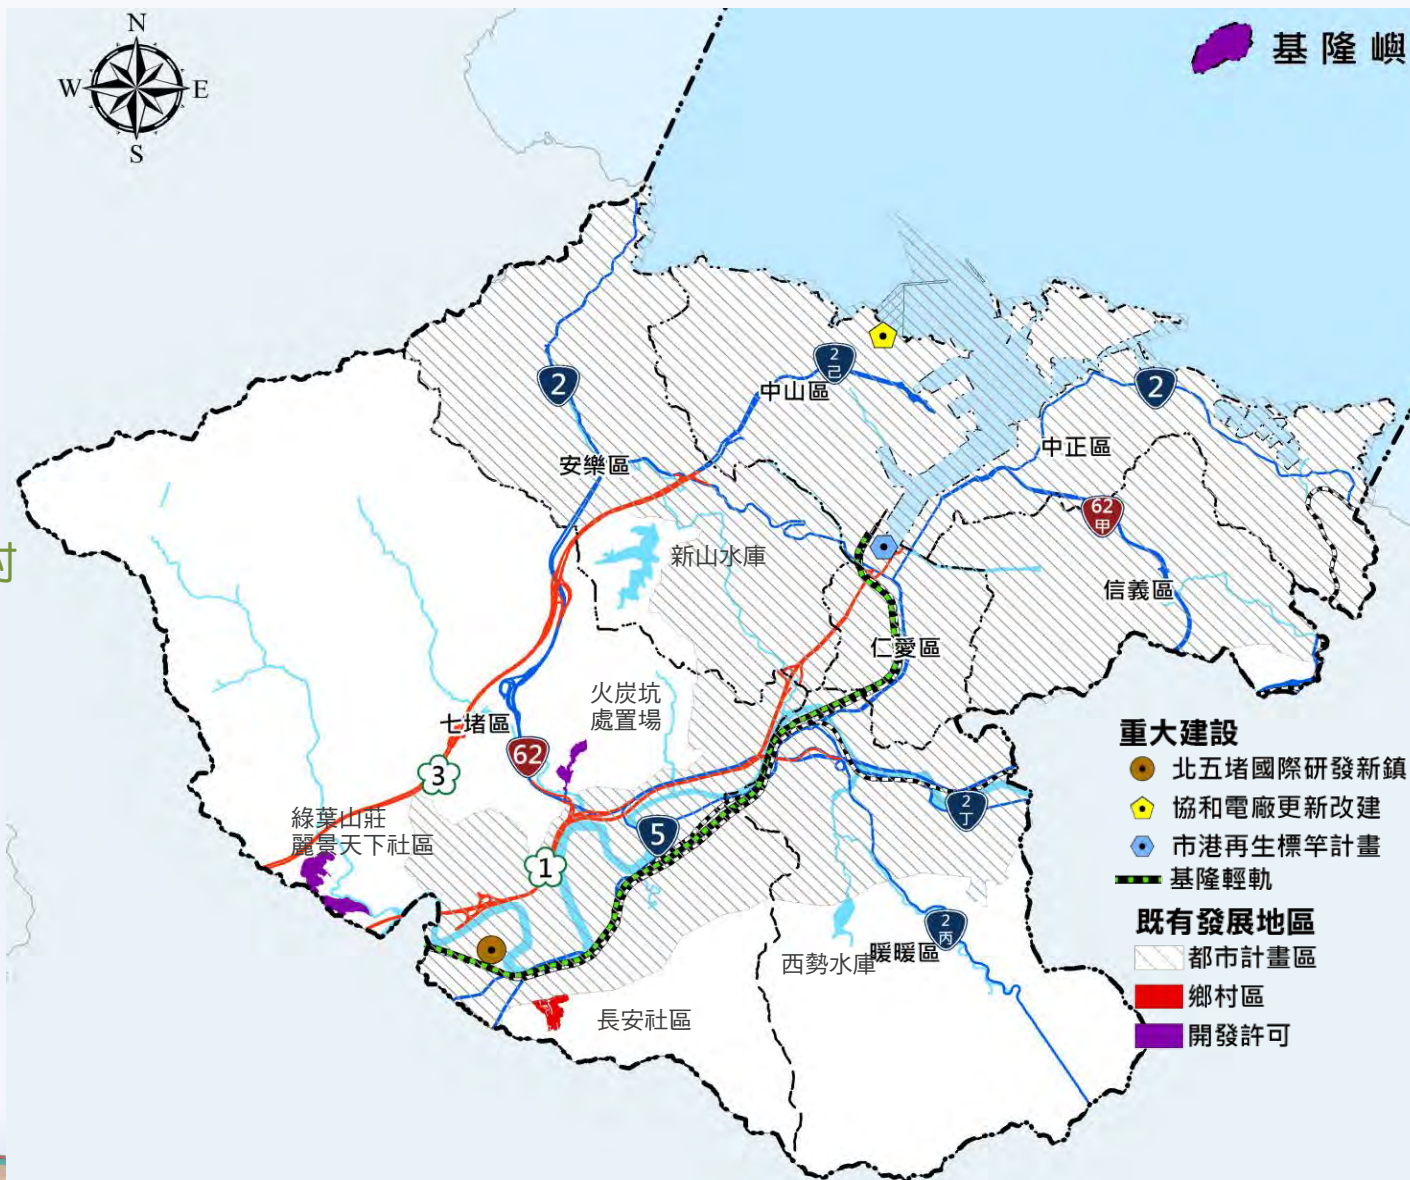 N
W
E
S
基隆嶼
2
己
中山區
2
2
中正區
安樂區
62
甲
新山水庫
村
信義區
仁愛區
火炭坑
處置場
七堵區
62
3
綠葉山莊
麗景天下社區
5
1
2
丁
2
丙
暖暖區
西勢水庫
長安社區
重大建設
北五堵國際研發新鎮
協和電廠更新改建
市港再生標竿計畫
基隆輕軌
既有發展地區
都市計畫區
鄉村區
開發許可